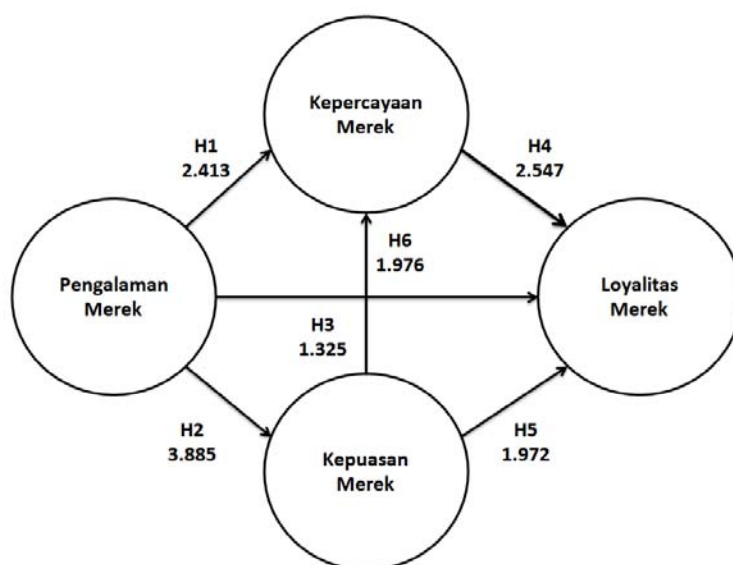 Kepercayaan
Merek
H1
2.413
H4
2.547
Pengalaman
Merek
H6
1.976
Loyalitas
Merek
H3
1.325
H2
3.885
Kepuasan
Merek
H5
1.972